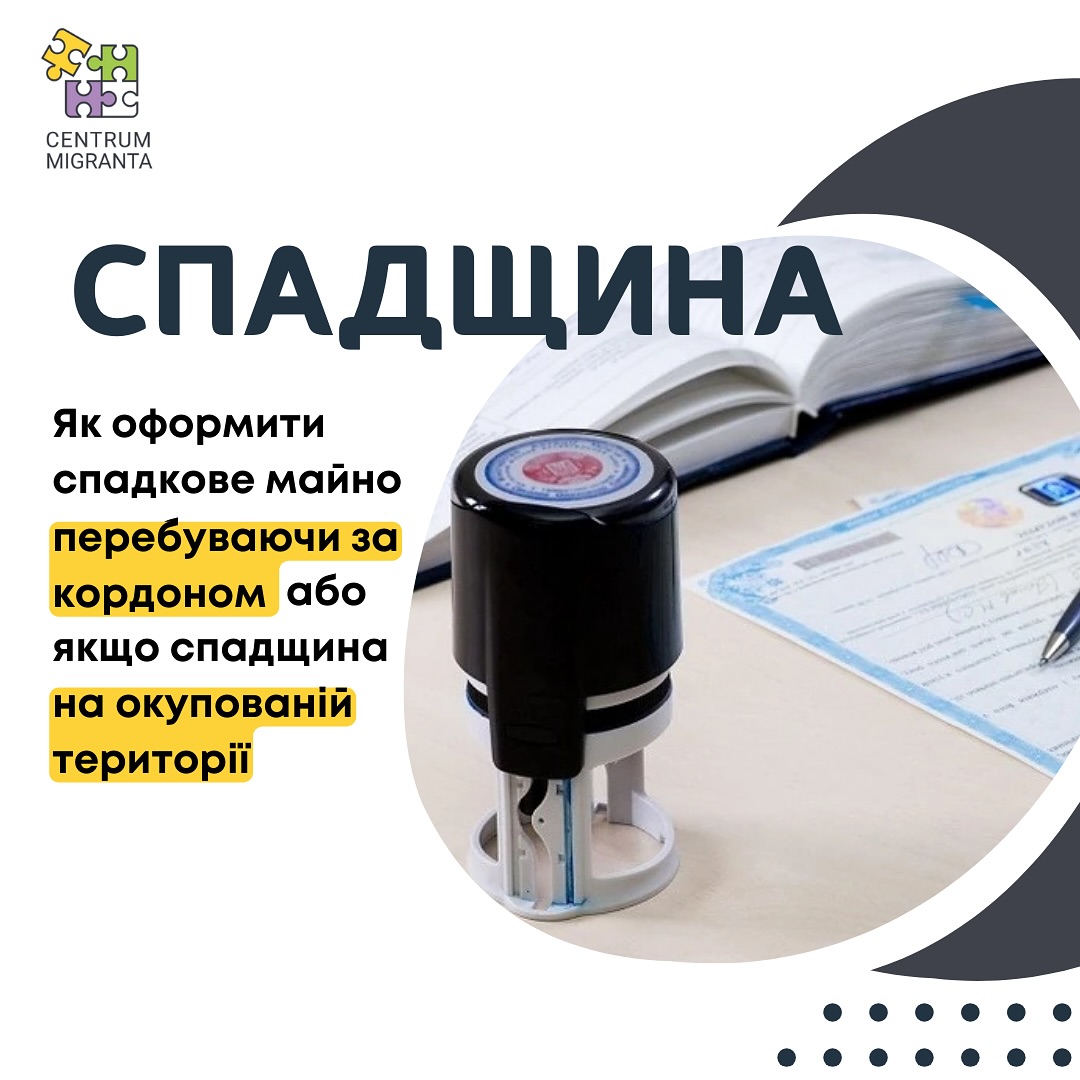 CENTRUM
MIGRANTA
СПАДЩИНА
Як оформити
спадкове майно
перебуваючи за
кордоном або
якщо спадщина
на окупованій
території